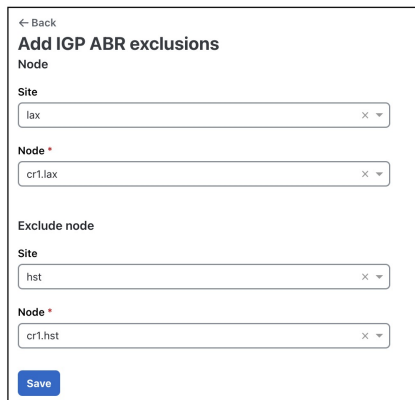 ← Back
Add IGP ABR exclusions
Node
Site
lax
Node *
cr1.lax
Exclude node
Site
hst
Node *
cr1.hst
Save